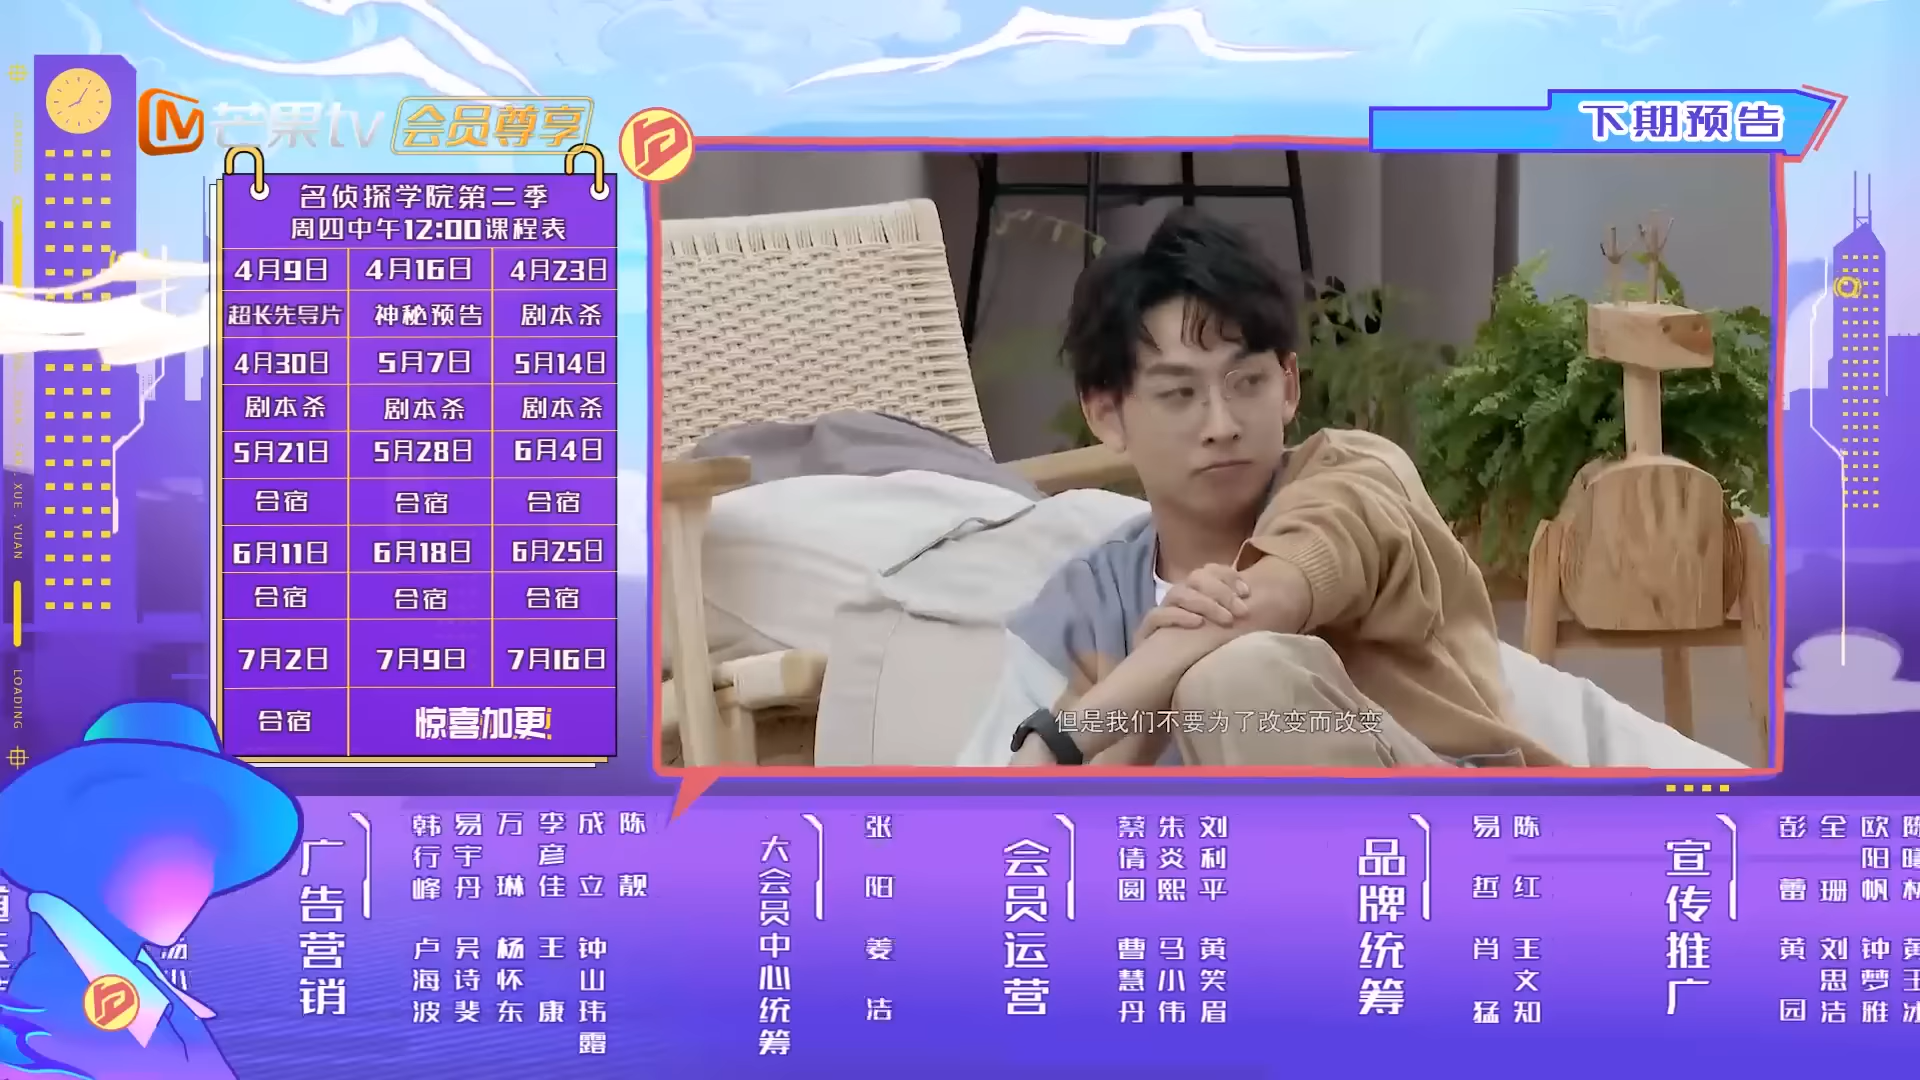 芒果tv 会员尊享
下期预告
名侦探学院第二季
周四中午12:00课程表
4月9日 4月16日 4月23日
超长先导片 神秘预告 剧本杀
4月30日 5月7日 5月14日
剧本杀 剧本杀 剧本杀
5月21日 5月28日 6月4日
合宿 合宿 合宿
6月11日 6月18日 6月25日
合宿 合宿 合宿
7月2日 7月9日 7月16日
合宿 惊喜加更!
但是我们不要为了改变而改变
XUE . YUAN
LOADING
广告营销
韩行峰
易宇丹
万琳
李彦佳
成立
陈靓
卢海波
吴诗斐
杨怀东
王康
钟山玮露
大会员中心统筹
张阳
姜洁
会员运营
蔡倩圆
朱炎熙
刘利平
曹慧丹
马小伟
黄笑眉
品牌统筹
易哲
陈红
肖猛
王文知
宣传推广
彭蕾
全珊
欧阳帆
黄园
刘思洁
钟梦雅